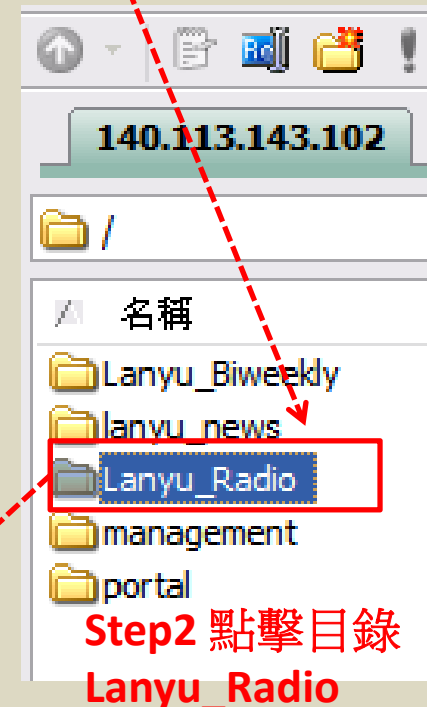 140.113.143.102
/
名稱
Lanyu_Biweekly
lanyu_news
Lanyu_Radio
management
portal
Step2 點擊目錄
Lanyu_Radio